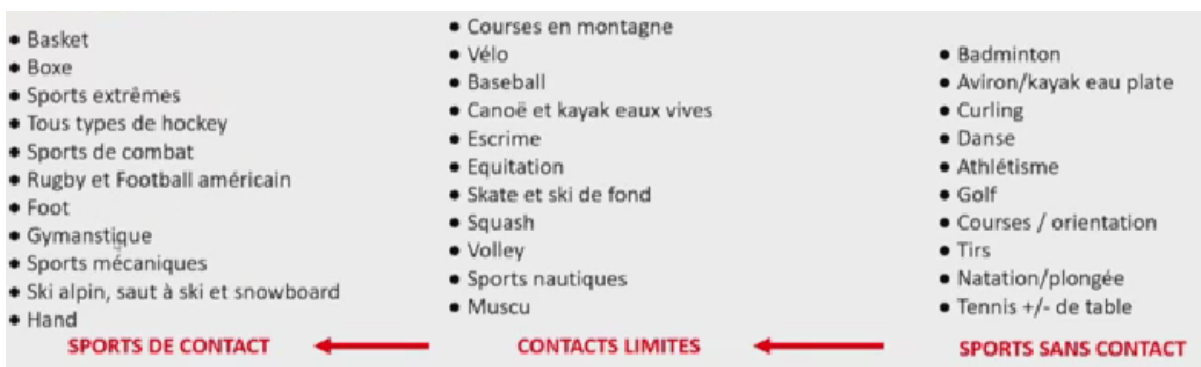 • Basket
• Boxe
• Sports extrêmes
• Tous types de hockey
• Sports de combat
• Rugby et Football américain
• Foot
• Gymanstique
• Sports mécaniques
• Ski alpin, saut à ski et snowboard
• Hand
SPORTS DE CONTACT
• Courses en montagne
• Vélo
• Baseball
• Canoë et kayak eaux vives
• Escrime
• Equitation
• Skate et ski de fond
• Squash
• Volley
• Sports nautiques
• Muscu
CONTACTS LIMITES
• Badminton
• Aviron/kayak eau plate
• Curling
• Danse
• Athlétisme
• Golf
• Courses / orientation
• Tirs
• Natation/plongée
• Tennis +/- de table
SPORTS SANS CONTACT